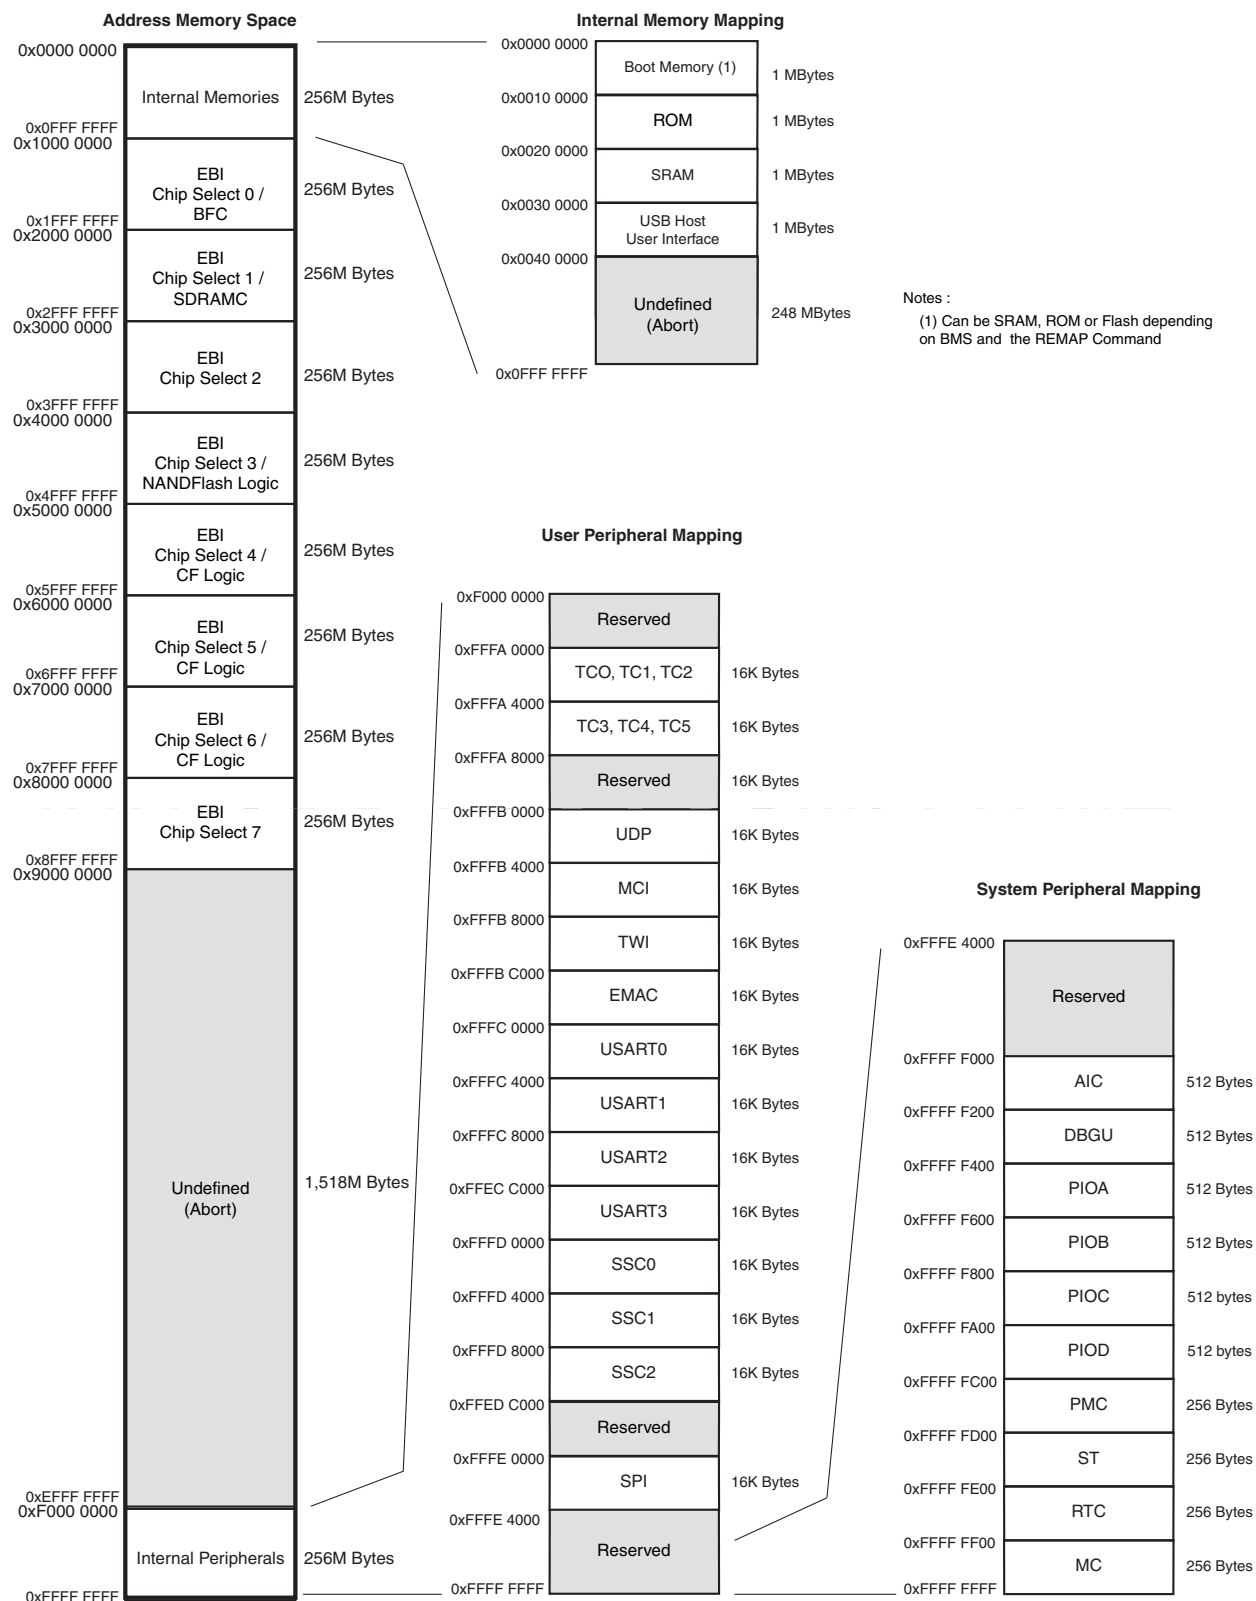 Address Memory Space
0x0000 0000
Internal Memories
256M Bytes
0x0FFF FFFF
0x1000 0000
EBI
Chip Select 0 /
BFC
256M Bytes
0x1FFF FFFF
0x2000 0000
EBI
Chip Select 1 /
SDRAMC
256M Bytes
0x2FFF FFFF
0x3000 0000
EBI
Chip Select 2
256M Bytes
0x3FFF FFFF
0x4000 0000
EBI
Chip Select 3 /
NANDFlash Logic
256M Bytes
0x4FFF FFFF
0x5000 0000
EBI
Chip Select 4 /
CF Logic
256M Bytes
0x5FFF FFFF
0x6000 0000
EBI
Chip Select 5 /
CF Logic
256M Bytes
0x6FFF FFFF
0x7000 0000
EBI
Chip Select 6 /
CF Logic
256M Bytes
0x7FFF FFFF
0x8000 0000
EBI
Chip Select 7
256M Bytes
0x8FFF FFFF
0x9000 0000
Undefined
(Abort)
1,518M Bytes
0xEFFF FFFF
0xF000 0000
Internal Peripherals
256M Bytes
0xFFFF FFFF
Internal Memory Mapping
0x0000 0000
Boot Memory (1)
1 MBytes
0x0010 0000
ROM
1 MBytes
0x0020 0000
SRAM
1 MBytes
0x0030 0000
USB Host
User Interface
1 MBytes
0x0040 0000
Undefined
(Abort)
248 MBytes
0x0FFF FFFF
Notes :
(1) Can be SRAM, ROM or Flash depending
on BMS and the REMAP Command
User Peripheral Mapping
0xF000 0000
Reserved
0xFFFA 0000
TCO, TC1, TC2
16K Bytes
0xFFFA 4000
TC3, TC4, TC5
16K Bytes
0xFFFA 8000
Reserved
16K Bytes
0xFFFB 0000
UDP
16K Bytes
0xFFFB 4000
MCI
16K Bytes
0xFFFB 8000
TWI
16K Bytes
0xFFFB C000
EMAC
16K Bytes
0xFFFC 0000
USART0
16K Bytes
0xFFFC 4000
USART1
16K Bytes
0xFFFC 8000
USART2
16K Bytes
0xFFEC C000
USART3
16K Bytes
0xFFFD 0000
SSC0
16K Bytes
0xFFFD 4000
SSC1
16K Bytes
0xFFFD 8000
SSC2
16K Bytes
0xFFED C000
Reserved
0xFFFE 0000
SPI
16K Bytes
0xFFFE 4000
Reserved
0xFFFF FFFF
System Peripheral Mapping
0xFFFE 4000
Reserved
0xFFFF F000
AIC
512 Bytes
0xFFFF F200
DBGU
512 Bytes
0xFFFF F400
PIOA
512 Bytes
0xFFFF F600
PIOB
512 Bytes
0xFFFF F800
PIOC
512 bytes
0xFFFF FA00
PIOD
512 bytes
0xFFFF FC00
PMC
256 Bytes
0xFFFF FD00
ST
256 Bytes
0xFFFF FE00
RTC
256 Bytes
0xFFFF FF00
MC
256 Bytes
0xFFFF FFFF